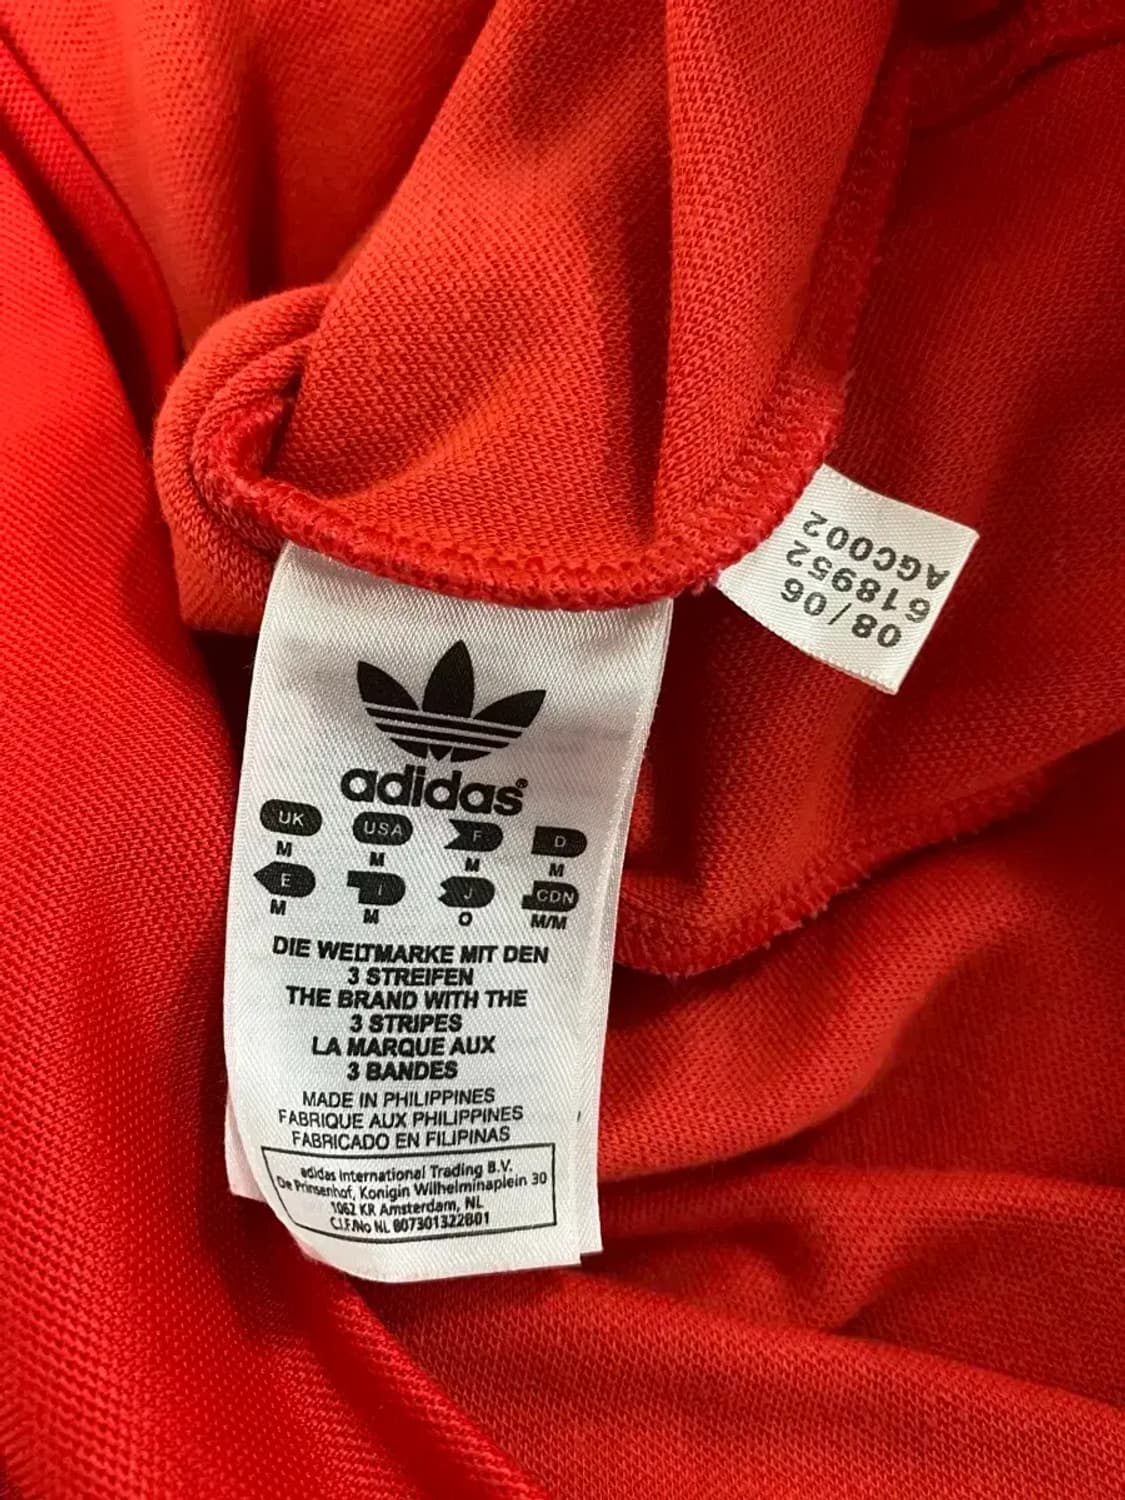 adidas®
UK USA F D
M M M M
E I J CDN
M M O M/M
DIE WELTMARKE MIT DEN
3 STREIFEN
THE BRAND WITH THE
3 STRIPES
LA MARQUE AUX
3 BANDES
MADE IN PHILIPPINES
FABRIQUE AUX PHILIPPINES
FABRICADO EN FILIPINAS
adidas International Trading B.V.
De Prinsenhof, Konigin Wilhelminaplein 30
1062 KR Amsterdam, NL
C.I.F./No NL 807301322B01
08/06
618952
AGC002